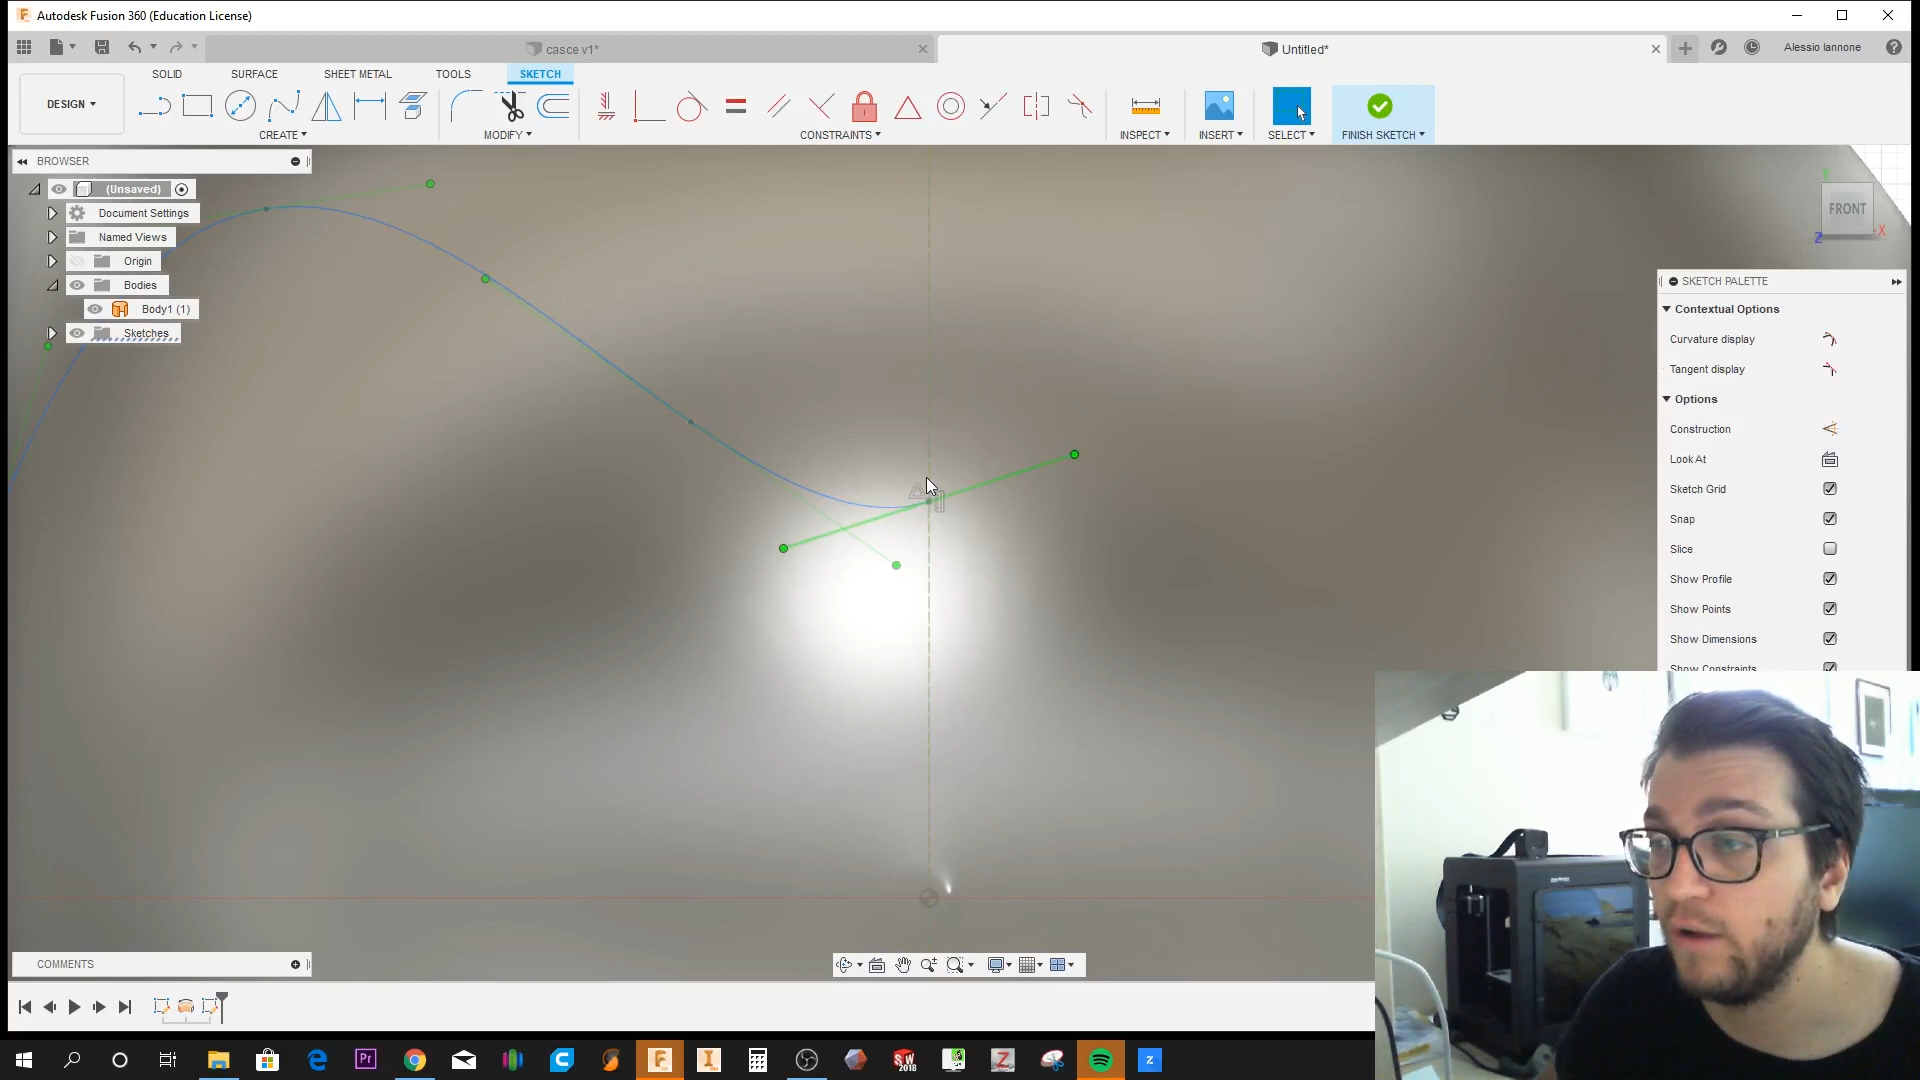 Autodesk Fusion 360 (Education License)
casce v1*
Untitled*
Alessio Iannone
SOLID
SURFACE
SHEET METAL
TOOLS
SKETCH
DESIGN
CREATE
MODIFY
CONSTRAINTS
INSPECT
INSERT
SELECT
FINISH SKETCH
BROWSER
(Unsaved)
Document Settings
Named Views
Origin
Bodies
Body1 (1)
Sketches
FRONT
X
Z
SKETCH PALETTE
Contextual Options
Curvature display
Tangent display
Options
Construction
Look At
Sketch Grid
Snap
Slice
Show Profile
Show Points
Show Dimensions
Show Constraints
COMMENTS
Pr
SW
2018